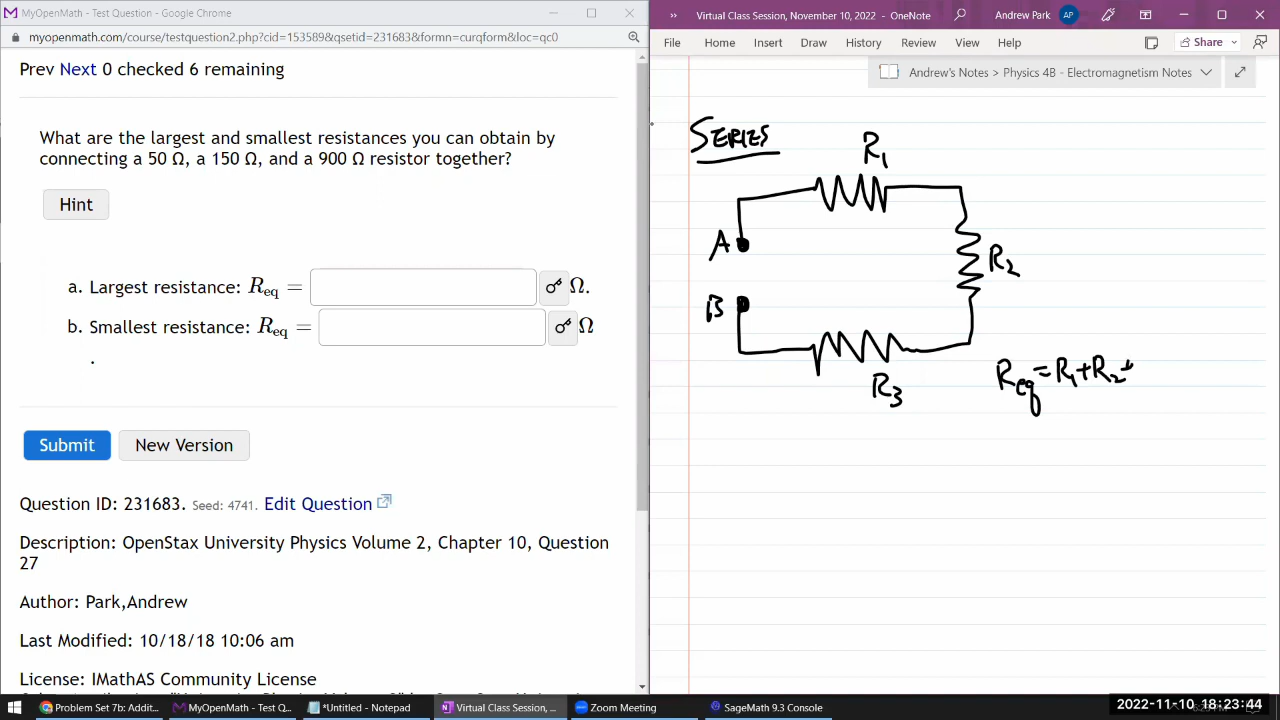 MyOpenMath - Test Question - Google Chrome
myopenmath.com/course/testquestion2.php?cid=153589&qsetid=231683&formn=curqform&loc=qc0
Prev Next 0 checked 6 remaining
What are the largest and smallest resistances you can obtain by
connecting a 50 Ω, a 150 Ω, and a 900 Ω resistor together?
Hint
a. Largest resistance: Req = Ω.
b. Smallest resistance: Req = Ω
.
Submit New Version
Question ID: 231683. Seed: 4741. Edit Question
Description: OpenStax University Physics Volume 2, Chapter 10, Question
27
Author: Park,Andrew
Last Modified: 10/18/18 10:06 am
License: IMathAS Community License
Virtual Class Session, November 10, 2022 - OneNote
Andrew Park AP
File Home Insert Draw History Review View Help Share
Andrew's Notes > Physics 4B - Electromagnetism Notes
SERIES
R1
A
R2
B
R3
Req = R1 + R2 +
Problem Set 7b: Addit... MyOpenMath - Test Q... *Untitled - Notepad Virtual Class Session, ... Zoom Meeting SageMath 9.3 Console
2022-11-10 18:23:44